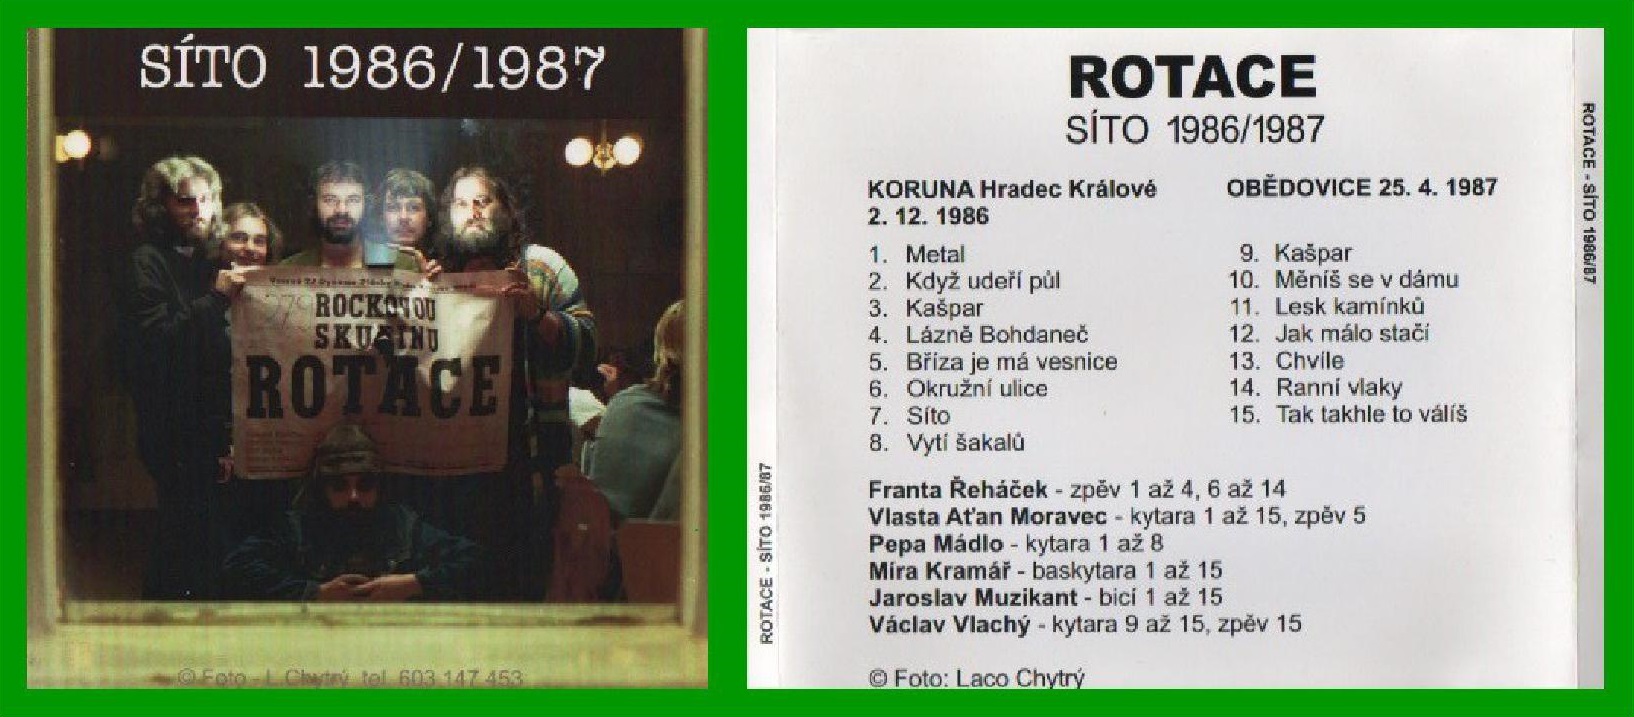 SÍTO 1986/1987
ROCKOVOU
SKUPINU
ROTACE
© Foto - L.Chytrý tel. 603 147 453
ROTACE - SÍTO 1986/87
ROTACE
SÍTO 1986/1987
KORUNA Hradec Králové
2. 12. 1986
1. Metal
2. Když udeří půl
3. Kašpar
4. Lázně Bohdaneč
5. Bříza je má vesnice
6. Okružní ulice
7. Síto
8. Vytí šakalů
OBĚDOVICE 25. 4. 1987
9. Kašpar
10. Měníš se v dámu
11. Lesk kamínků
12. Jak málo stačí
13. Chvíle
14. Ranní vlaky
15. Tak takhle to válíš
Franta Řeháček - zpěv 1 až 4, 6 až 14
Vlasta Aťan Moravec - kytara 1 až 15, zpěv 5
Pepa Mádlo - kytara 1 až 8
Míra Kramář - baskytara 1 až 15
Jaroslav Muzikant - bicí 1 až 15
Václav Vlachý - kytara 9 až 15, zpěv 15
© Foto: Laco Chytrý
ROTACE - SÍTO 1986/87